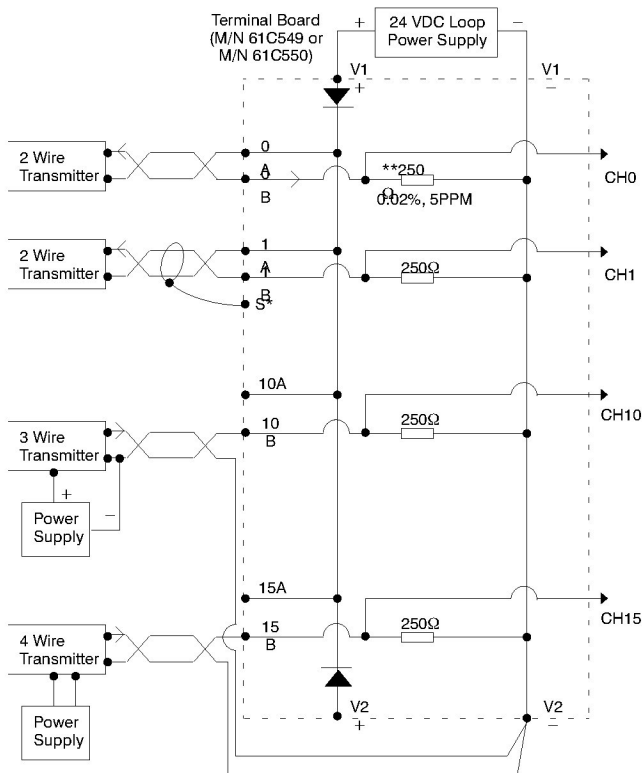 Terminal Board
(M/N 61C549 or
M/N 61C550)
+
24 VDC Loop
Power Supply
−
V1
+
V1
−
2 Wire
Transmitter
0
A
0
B
**250
Ω
0.02%, 5PPM
CH0
2 Wire
Transmitter
1
A
1
B
S*
250Ω
CH1
10A
3 Wire
Transmitter
10
B
250Ω
CH10
+
−
Power
Supply
15A
4 Wire
Transmitter
15
B
250Ω
CH15
Power
Supply
V2
+
V2
−